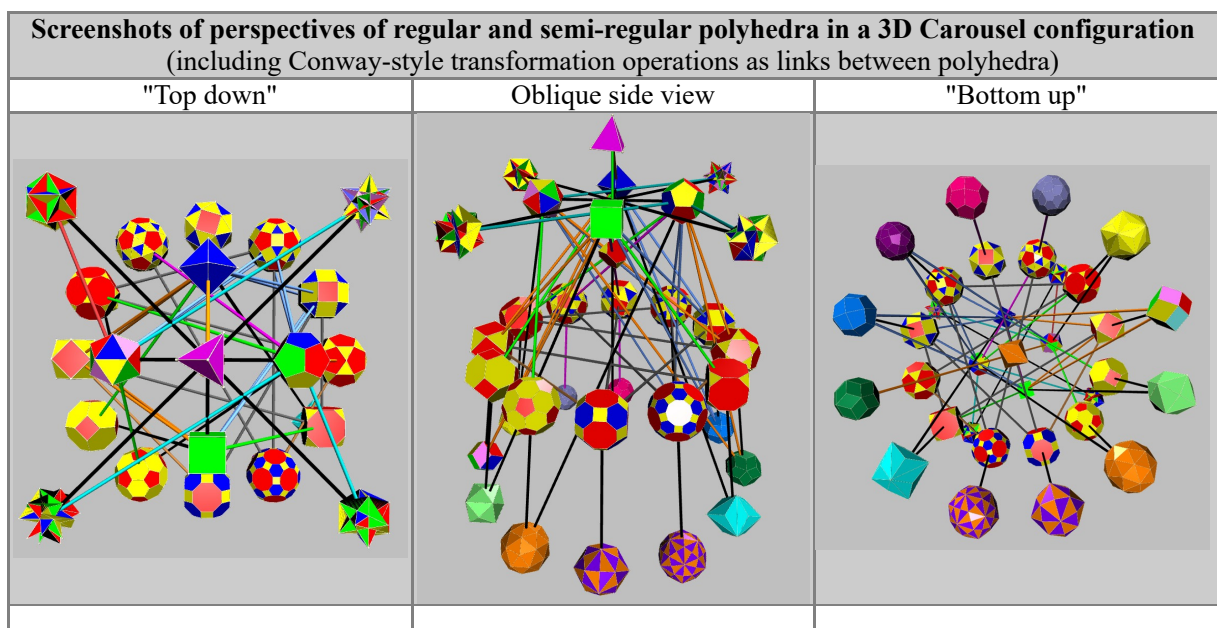 Screenshots of perspectives of regular and semi-regular polyhedra in a 3D Carousel configuration
(including Conway-style transformation operations as links between polyhedra)
"Top down"
Oblique side view
"Bottom up"